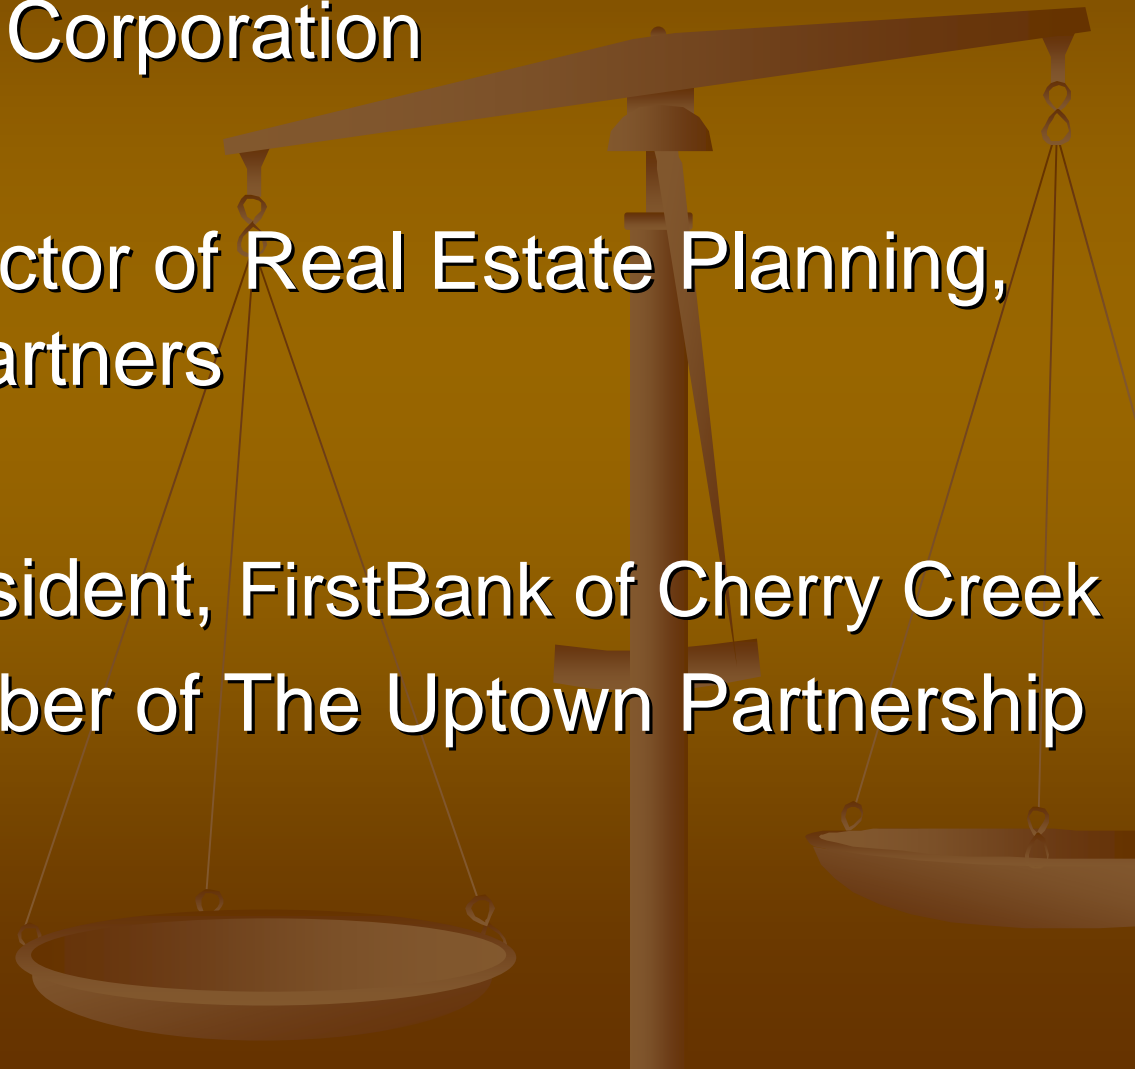 Corporation
ctor of Real Estate Planning,
artners
sident, FirstBank of Cherry Creek
ber of The Uptown Partnership